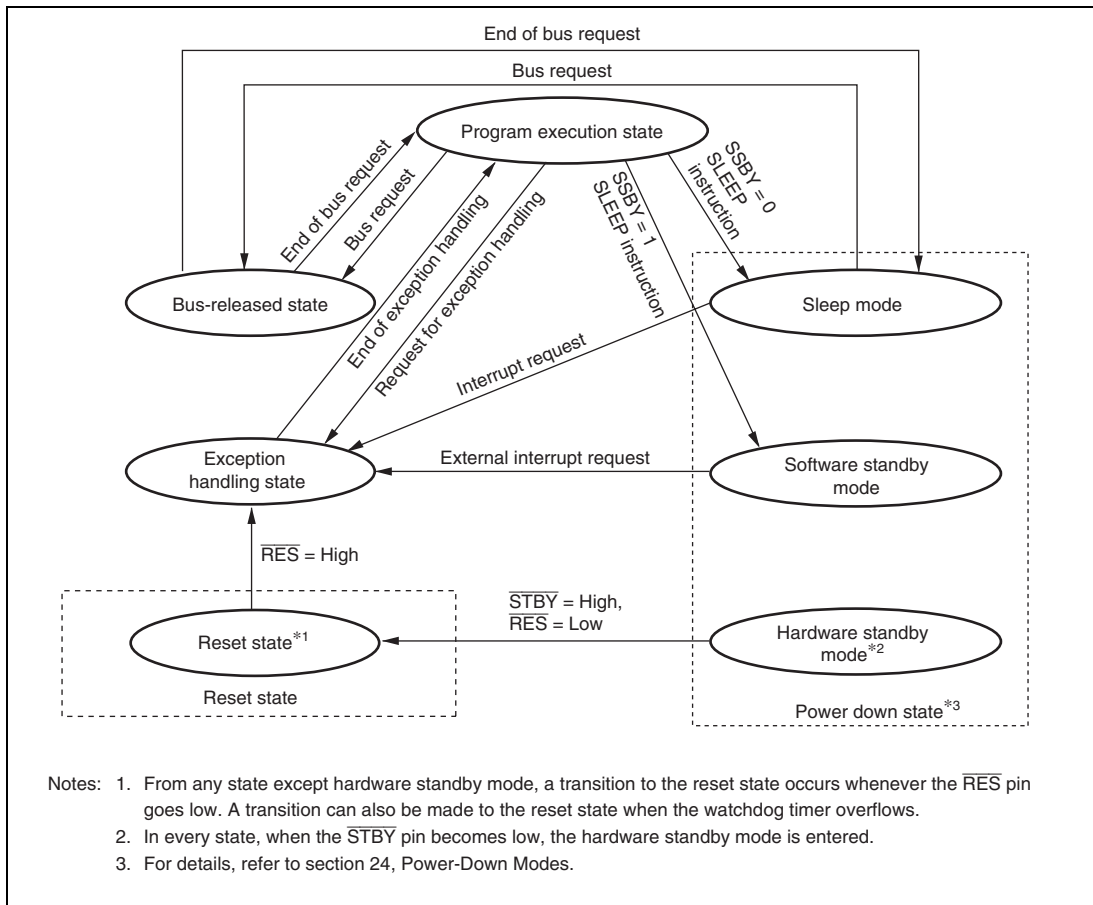 End of bus request
Bus request
Program execution state
End of bus request
Bus request
End of exception handling
Request for exception handling
SSBY = 1
SLEEP instruction
SSBY = 0
SLEEP
instruction
Bus-released state
Sleep mode
Interrupt request
Exception
handling state
External interrupt request
Software standby
mode
R̅E̅S̅ = High
S̅T̅B̅Y̅ = High,
R̅E̅S̅ = Low
Reset state*1
Hardware standby
mode*2
Reset state
Power down state*3
Notes: 1. From any state except hardware standby mode, a transition to the reset state occurs whenever the R̅E̅S̅ pin
goes low. A transition can also be made to the reset state when the watchdog timer overflows.
2. In every state, when the S̅T̅B̅Y̅ pin becomes low, the hardware standby mode is entered.
3. For details, refer to section 24, Power-Down Modes.